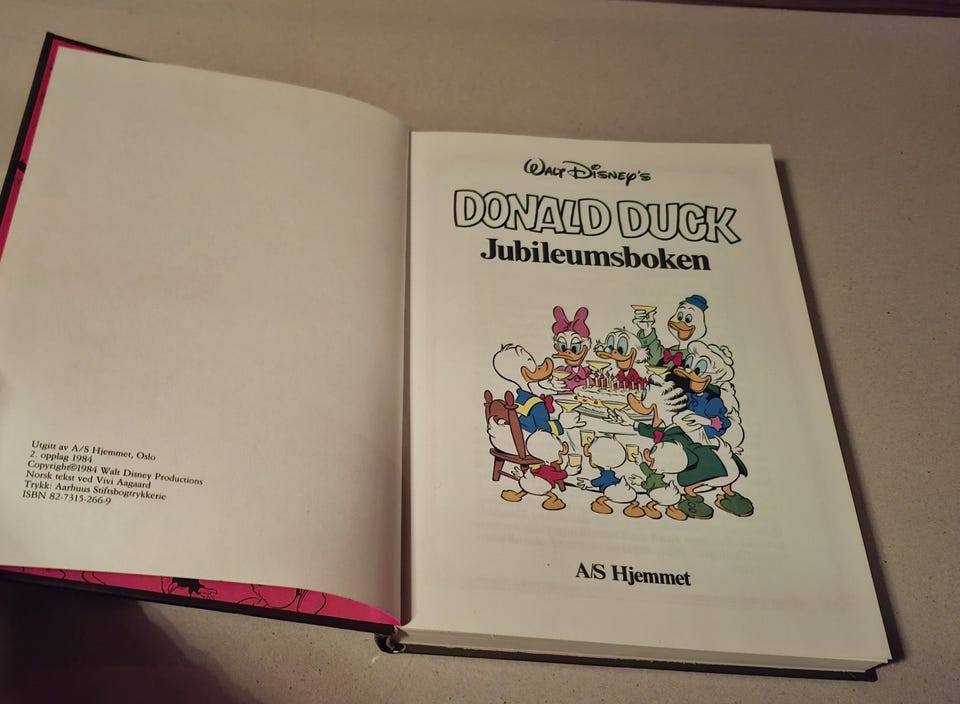 Utgitt av A/S Hjemmet, Oslo
2. opplag 1984
Copyright©1984 Walt Disney Productions
Norsk tekst ved Vivi Aagaard
Trykk: Aarhuus Stiftsbogtrykkerie
ISBN 82-7315-266-9
WALT DISNEY'S
DONALD DUCK
Jubileumsboken
A/S Hjemmet